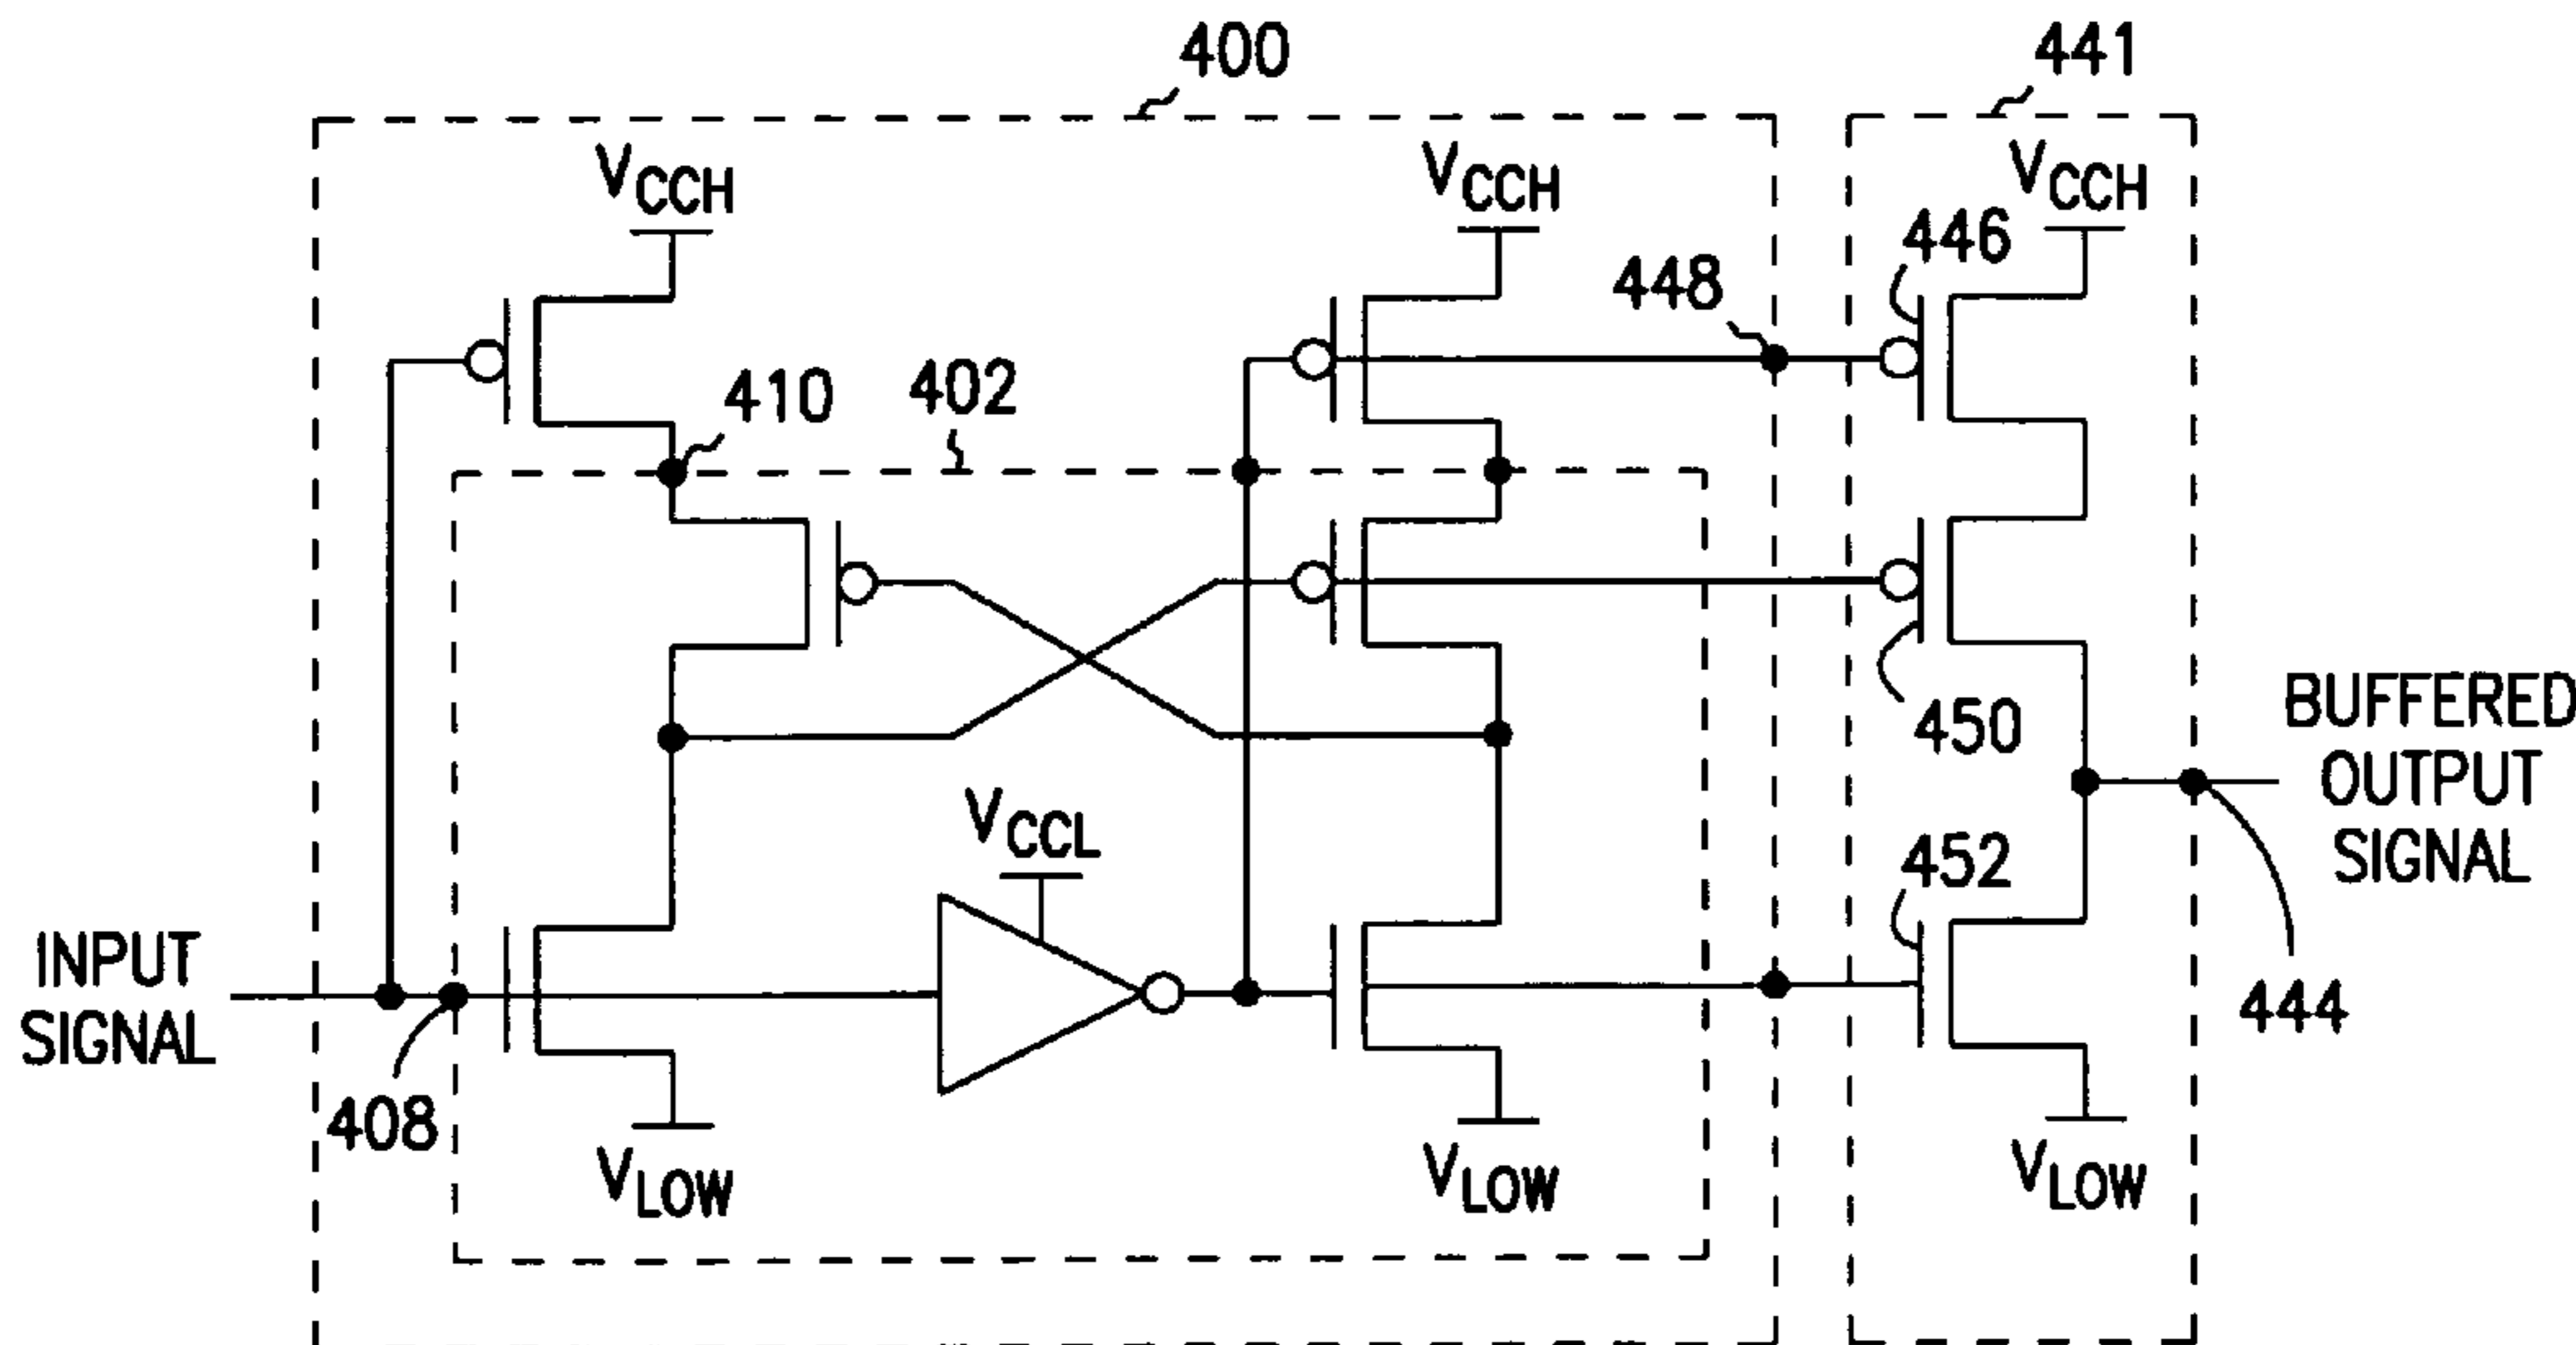 400
441
VCCH
VCCH
VCCH
446
448
410
402
450
BUFFERED
OUTPUT
SIGNAL
VCCL
452
INPUT
SIGNAL
444
408
VLOW
VLOW
VLOW